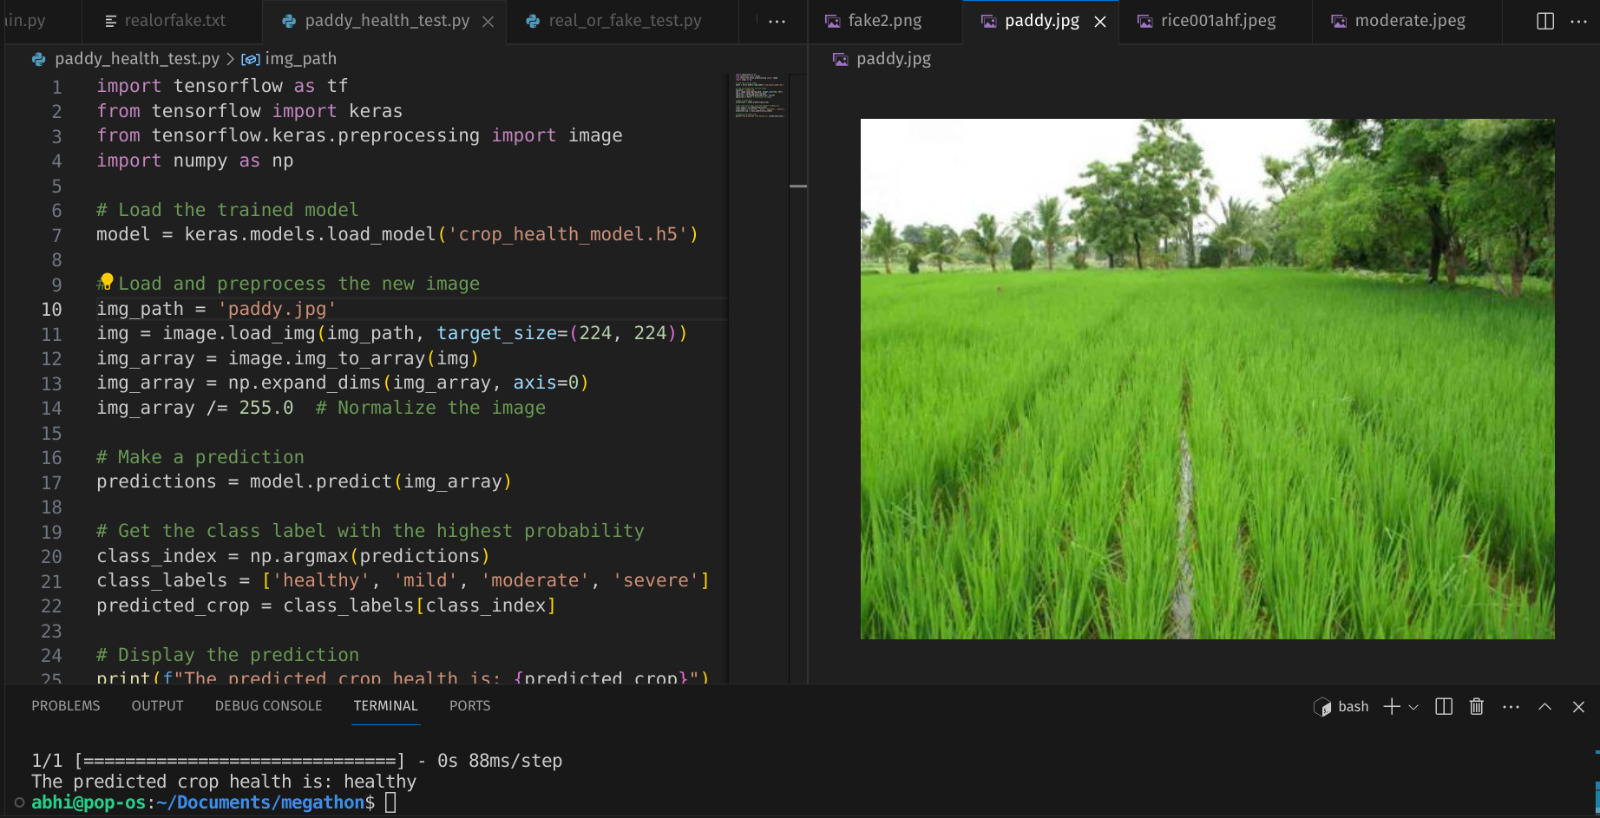 in.py realorfake.txt paddy_health_test.py real_or_fake_test.py ···
fake2.png paddy.jpg rice001ahf.jpeg moderate.jpeg ···
paddy_health_test.py > img_path
paddy.jpg
1 import tensorflow as tf
2 from tensorflow import keras
3 from tensorflow.keras.preprocessing import image
4 import numpy as np
5
6 # Load the trained model
7 model = keras.models.load_model('crop_health_model.h5')
8
9 # Load and preprocess the new image
10 img_path = 'paddy.jpg'
11 img = image.load_img(img_path, target_size=(224, 224))
12 img_array = image.img_to_array(img)
13 img_array = np.expand_dims(img_array, axis=0)
14 img_array /= 255.0  # Normalize the image
15
16 # Make a prediction
17 predictions = model.predict(img_array)
18
19 # Get the class label with the highest probability
20 class_index = np.argmax(predictions)
21 class_labels = ['healthy', 'mild', 'moderate', 'severe']
22 predicted_crop = class_labels[class_index]
23
24 # Display the prediction
25 print(f"The predicted crop health is: {predicted_crop}")
PROBLEMS OUTPUT DEBUG CONSOLE TERMINAL PORTS bash
1/1 [==============================] - 0s 88ms/step
The predicted crop health is: healthy
abhi@pop-os:~/Documents/megathon$